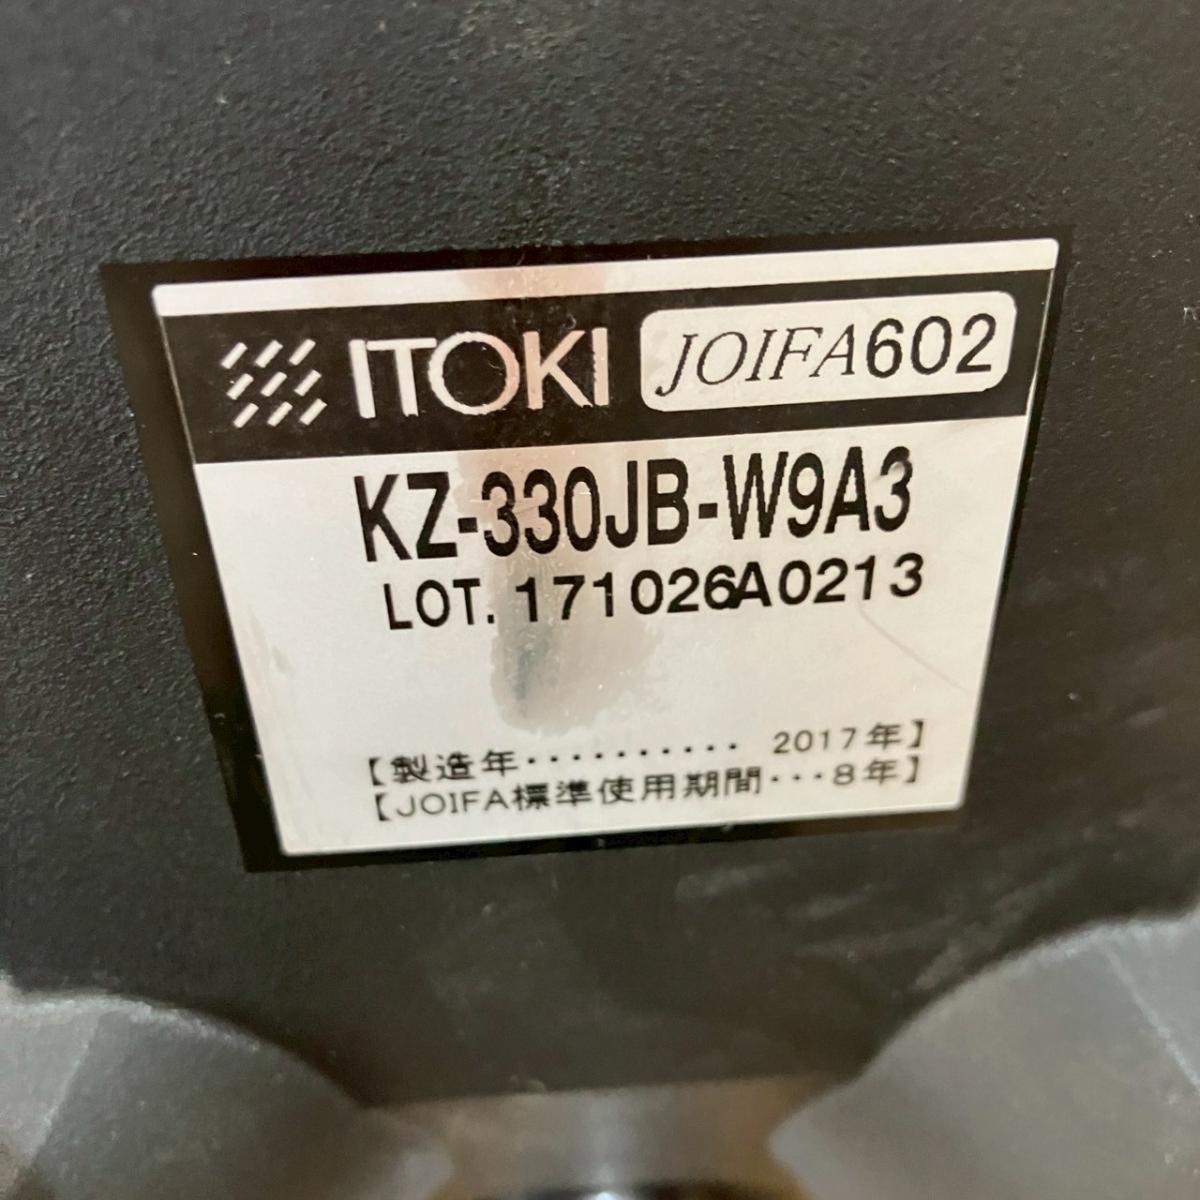 ITOKI JOIFA602
KZ-330JB-W9A3
LOT. 171026A0213
【製造年・・・・・・・・・・ 2017年】
【JOIFA標準使用期間・・・8年】